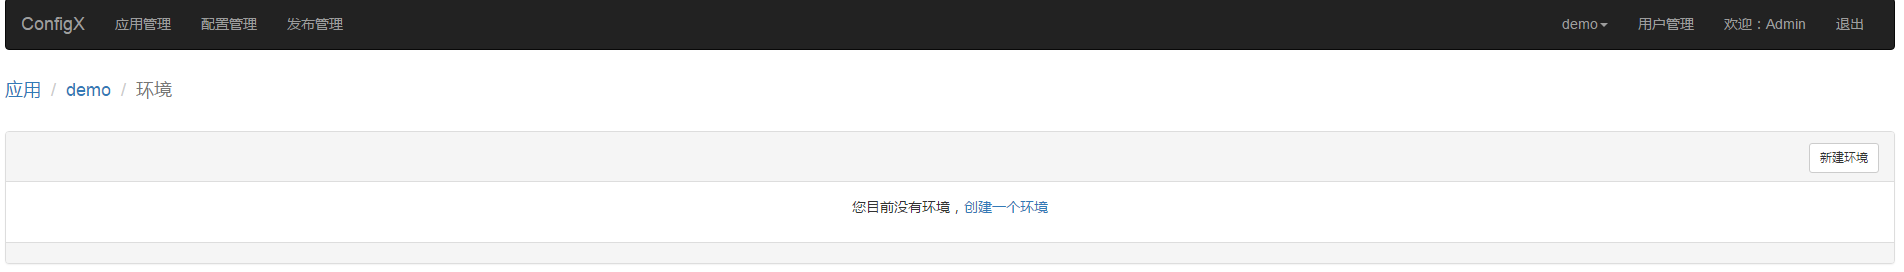 ConfigX 应用管理 配置管理 发布管理 demo 用户管理 欢迎：Admin 退出
应用 / demo / 环境
新建环境
您目前没有环境，创建一个环境